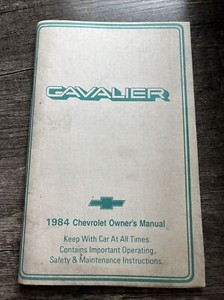 CAVALIER
1984 Chevrolet Owner's Manual
Keep With Car At All Times.
Contains Important Operating,
Safety & Maintenance Instructions.